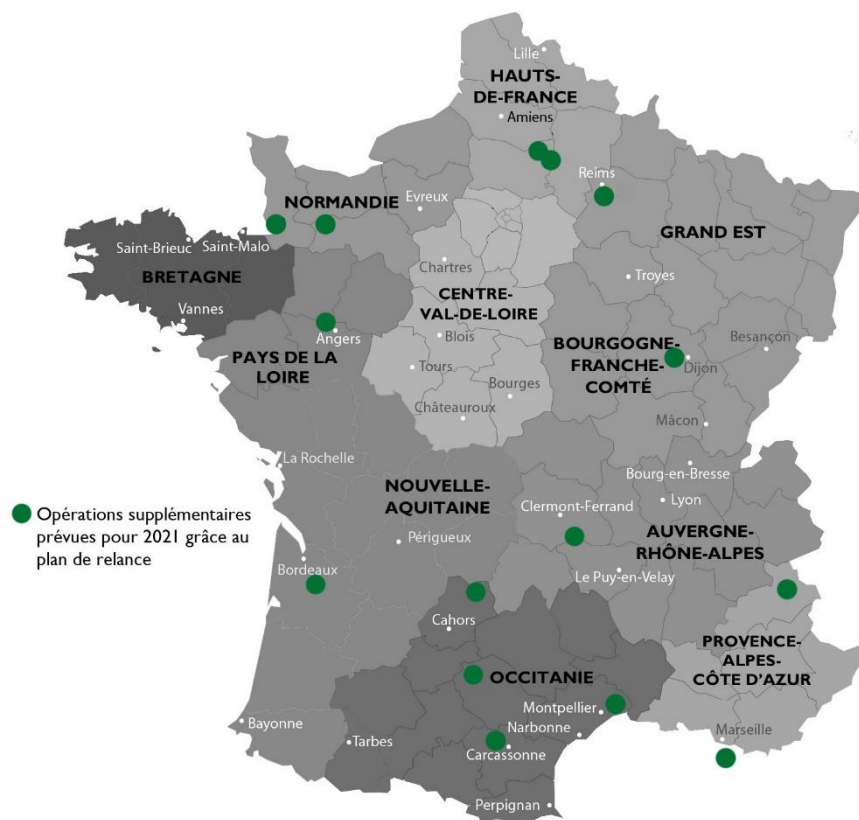 Lille
HAUTS-
DE-FRANCE
Amiens
Reims
NORMANDIE
Evreux
GRAND EST
Saint-Brieuc
Saint-Malo
BRETAGNE
Chartres
Troyes
Vannes
CENTRE-
VAL-DE-LOIRE
Angers
Blois
BOURGOGNE-
FRANCHE-
COMTÉ
Besançon
Dijon
PAYS DE LA
LOIRE
Tours
Bourges
Châteauroux
Mâcon
La Rochelle
Bourg-en-Bresse
NOUVELLE-
AQUITAINE
Clermont-Ferrand
Lyon
Opérations supplémentaires
prévues pour 2021 grâce au
plan de relance
Périgueux
AUVERGNE-
RHÔNE-ALPES
Bordeaux
Le Puy-en-Velay
Cahors
PROVENCE-
ALPES-
CÔTE D'AZUR
OCCITANIE
Montpellier
Bayonne
Narbonne
Marseille
Tarbes
Carcassonne
Perpignan